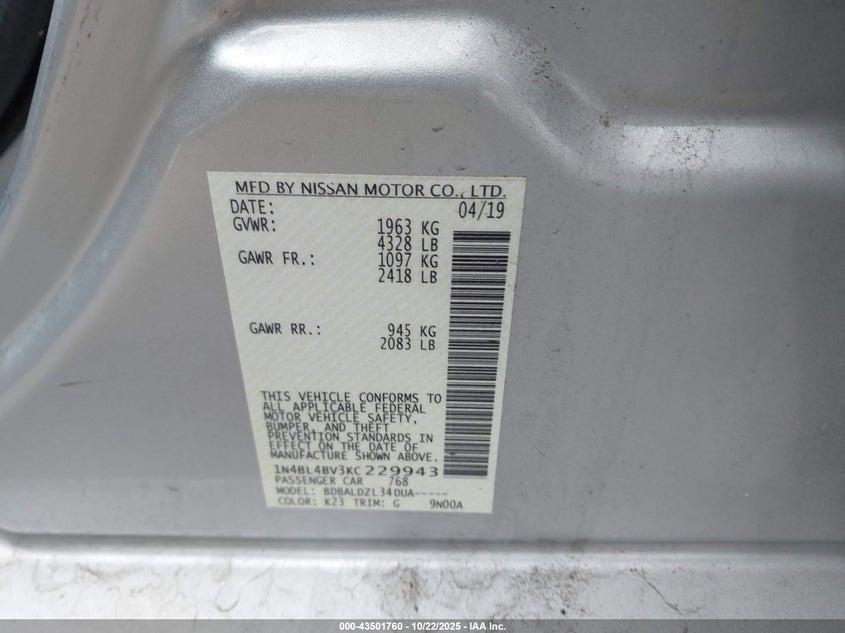 MFD BY NISSAN MOTOR CO., LTD.
DATE: 04/19
GVWR: 1963 KG
4328 LB
GAWR FR.: 1097 KG
2418 LB
GAWR RR.: 945 KG
2083 LB
THIS VEHICLE CONFORMS TO
ALL APPLICABLE FEDERAL
MOTOR VEHICLE SAFETY,
BUMPER, AND THEFT
PREVENTION STANDARDS IN
EFFECT ON THE DATE OF
MANUFACTURE SHOWN ABOVE.
1N4BL4BV3KC229943
PASSENGER CAR 768
MODEL: BDBALDZL34DUA-----
COLOR: K23 TRIM: G 9N00A
000-43501760 - 10/22/2025 - IAA, Inc.